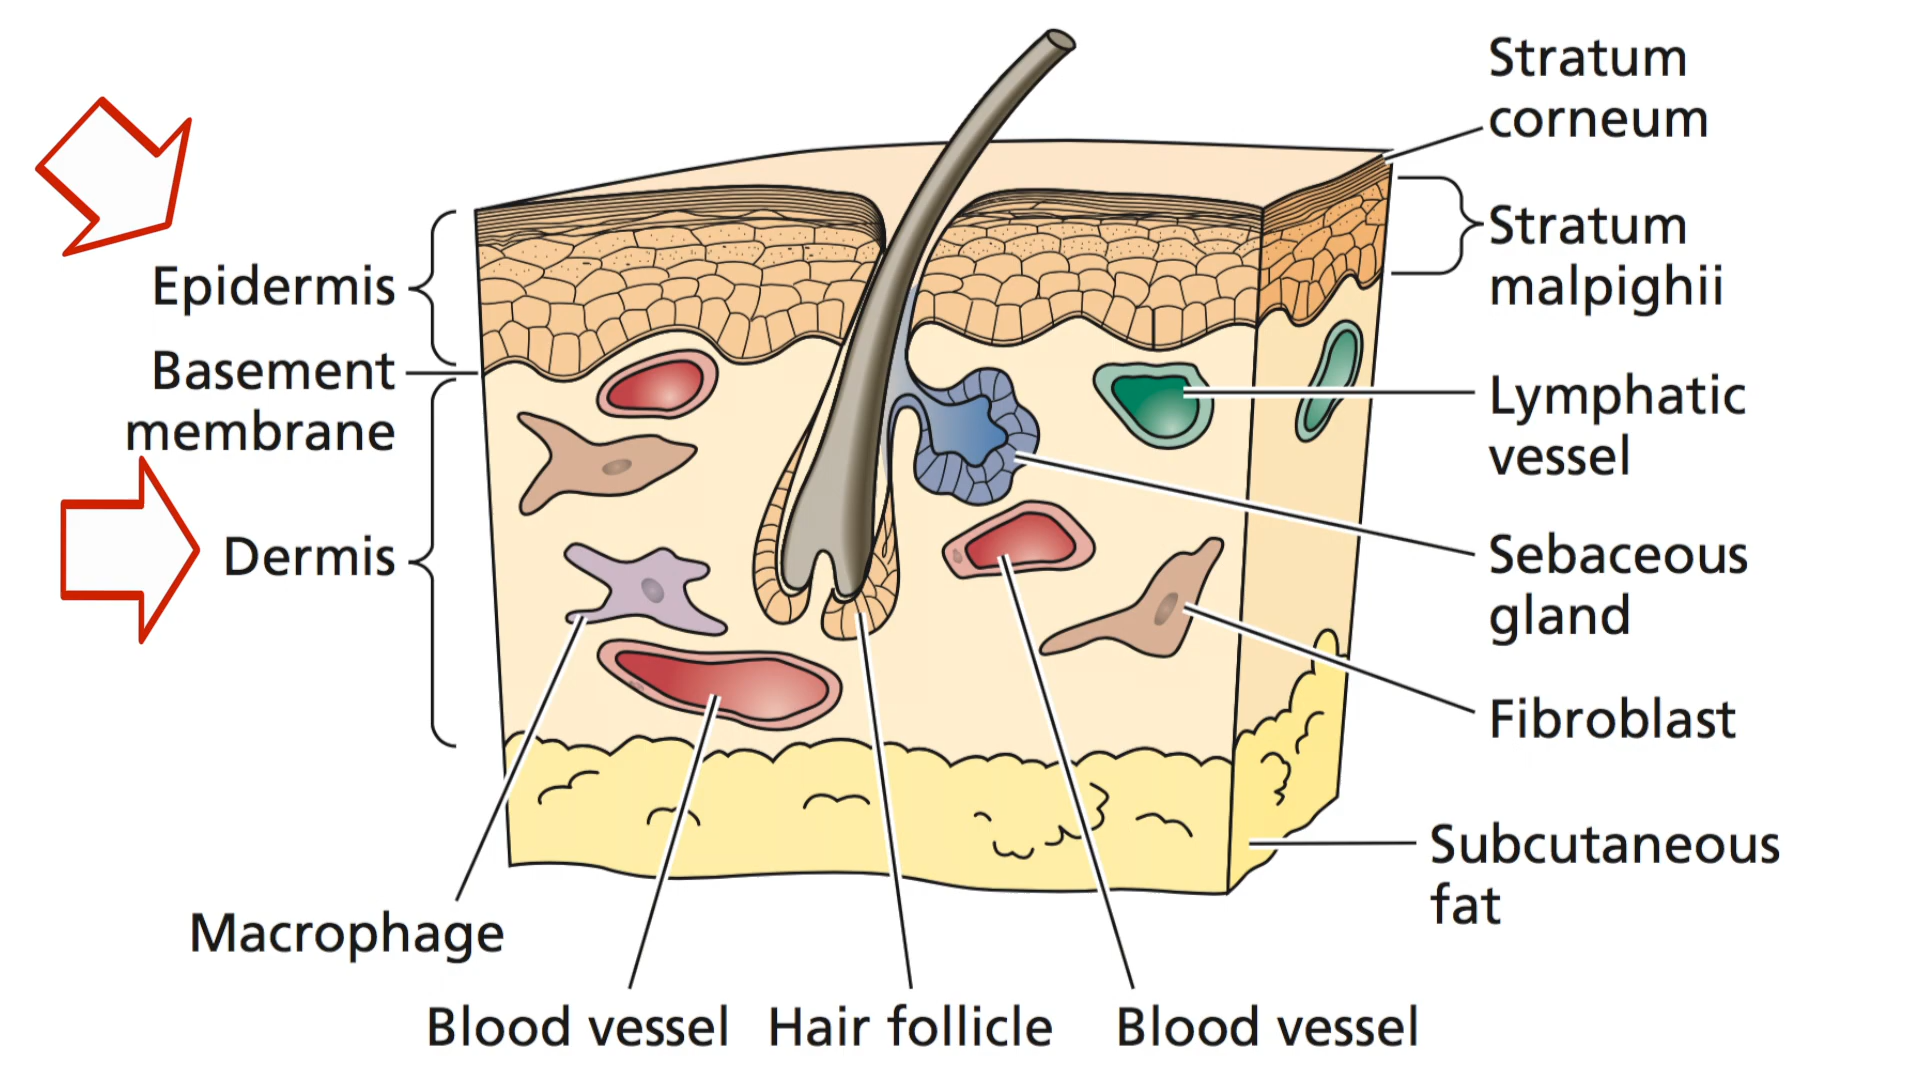 Stratum
corneum
Stratum
malpighii
Epidermis
Basement
membrane
Lymphatic
vessel
Dermis
Sebaceous
gland
Fibroblast
Subcutaneous
fat
Macrophage
Blood vessel
Hair follicle
Blood vessel